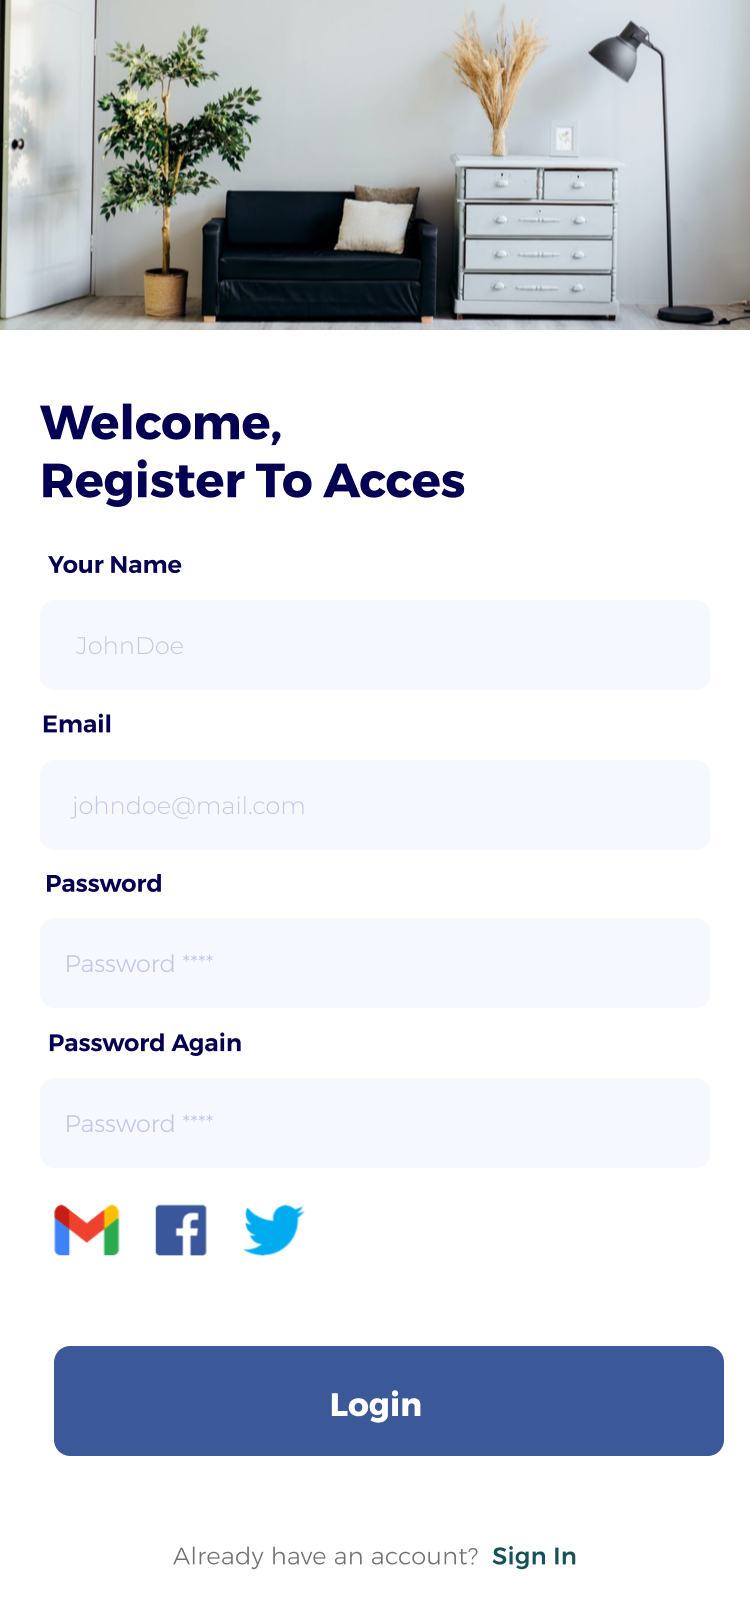 Welcome,
Register To Acces
Your Name
JohnDoe
Email
johndoe@mail.com
Password
Password ****
Password Again
Password ****
Login
Already have an account? Sign In